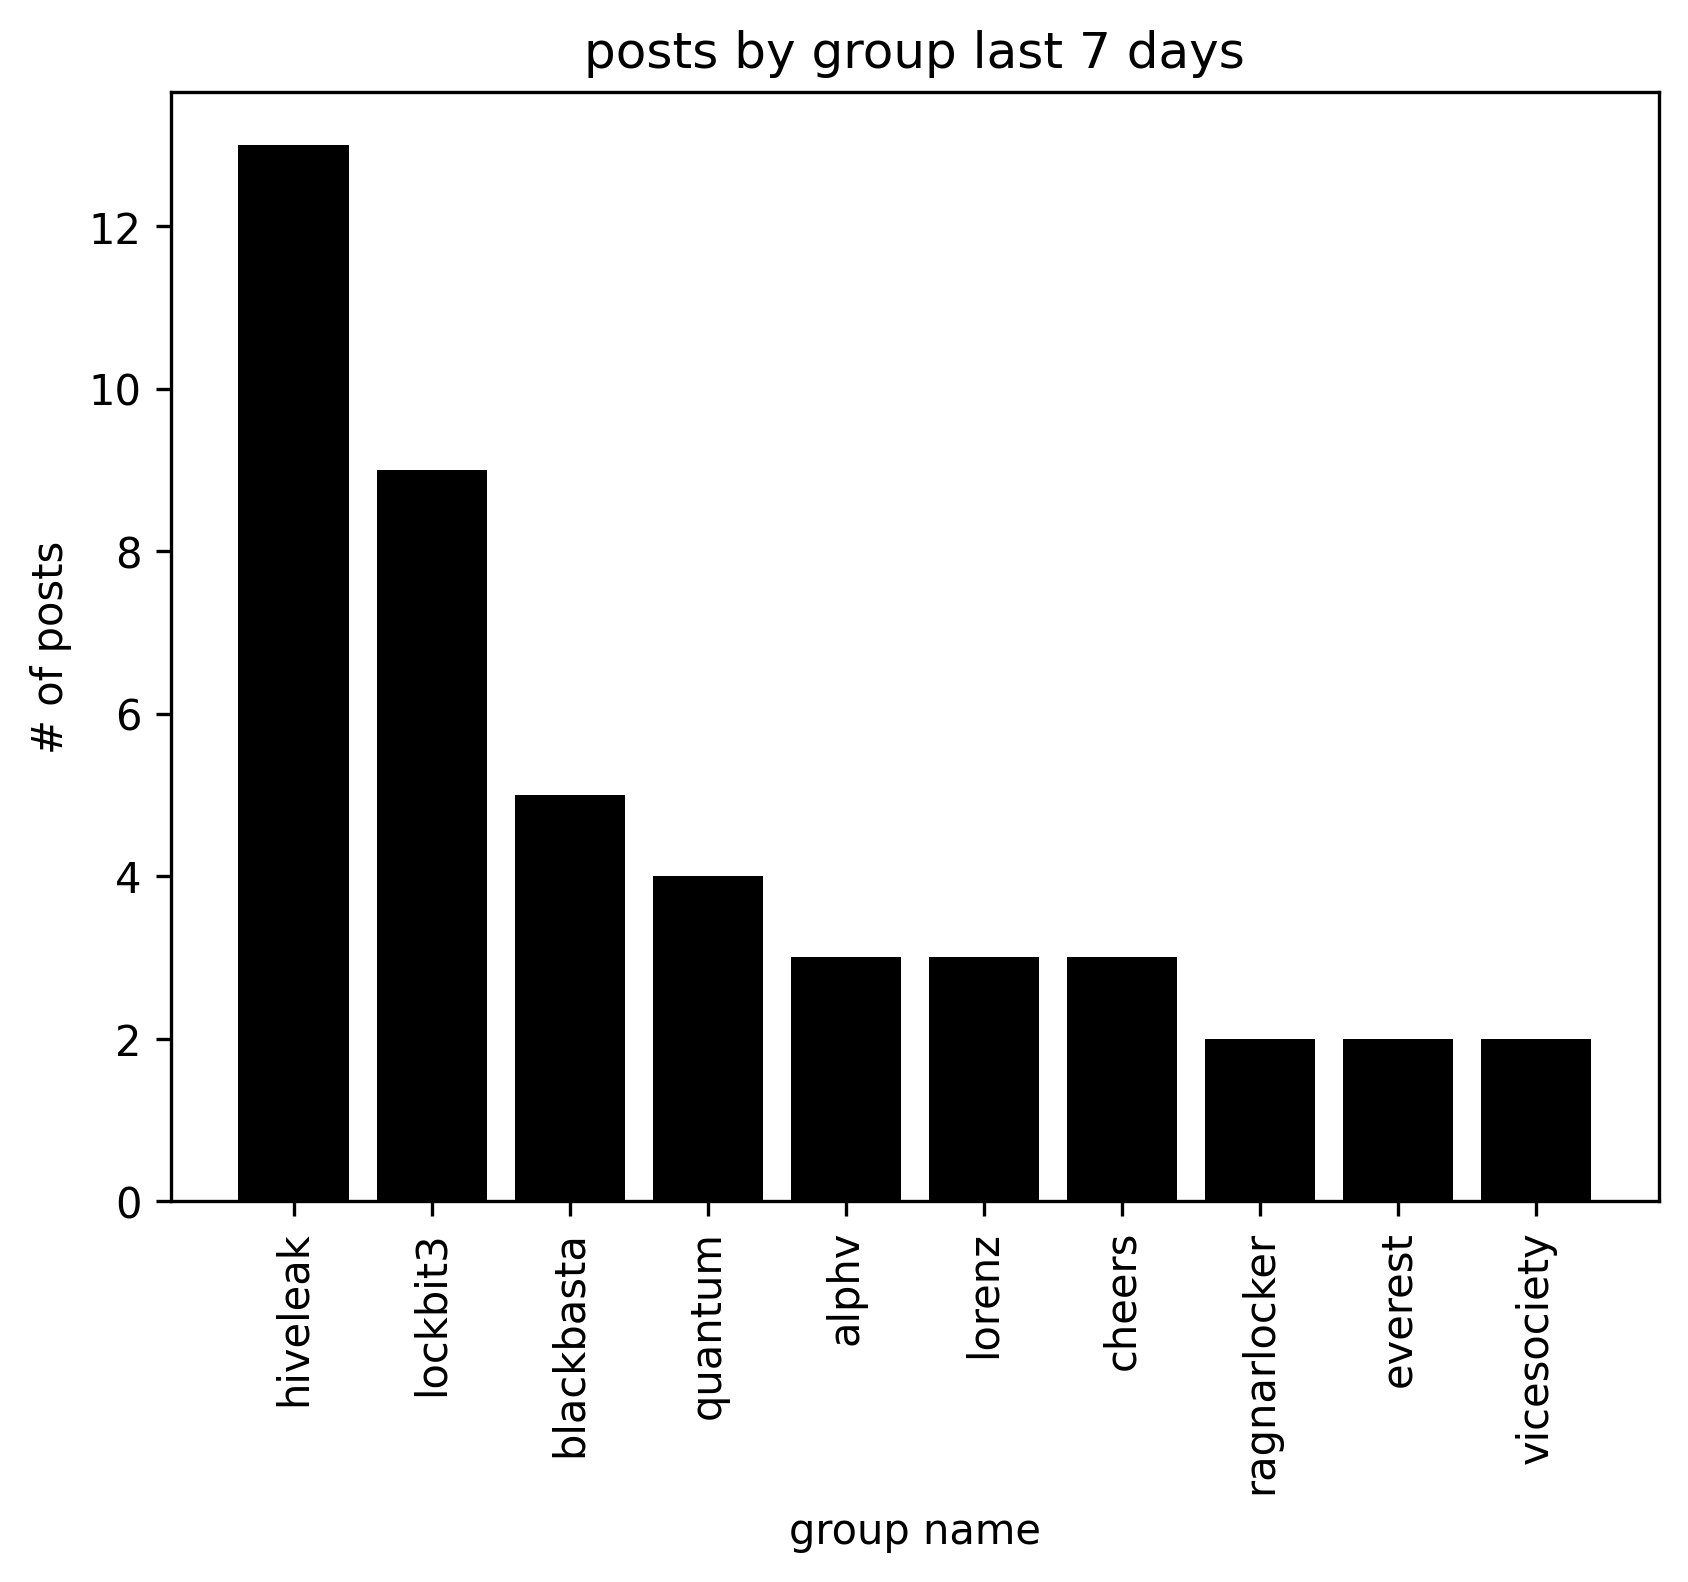 posts by group last 7 days
# of posts
12
10
8
6
4
2
0
hiveleak
lockbit3
blackbasta
quantum
alphv
lorenz
cheers
ragnarlocker
everest
vicesociety
group name